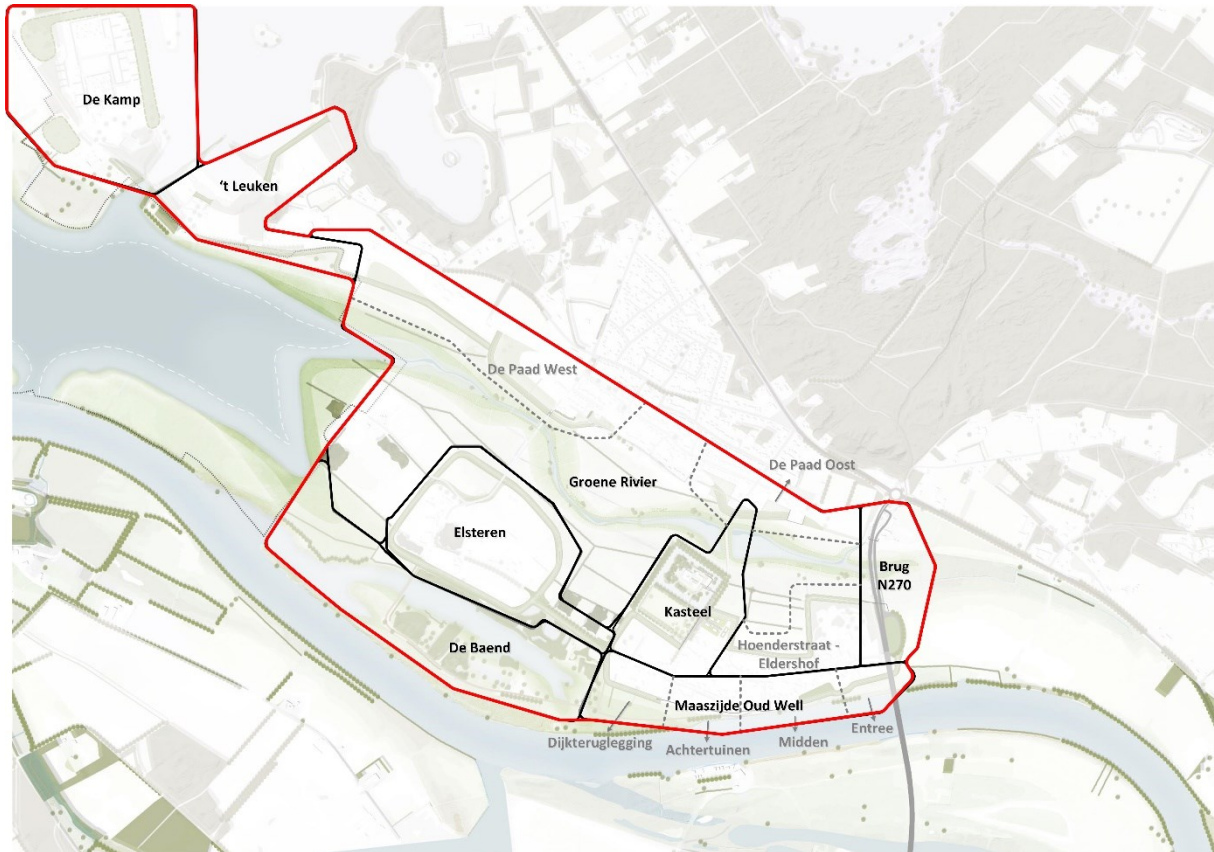 De Kamp
‘t Leuken
De Paad West
De Paad Oost
Groene Rivier
Elsteren
Brug
N270
Kasteel
De Baend
Hoenderstraat -
Eldershof
Maaszijde Oud Well
Dijkteruglegging
Achtertuinen
Midden
Entree